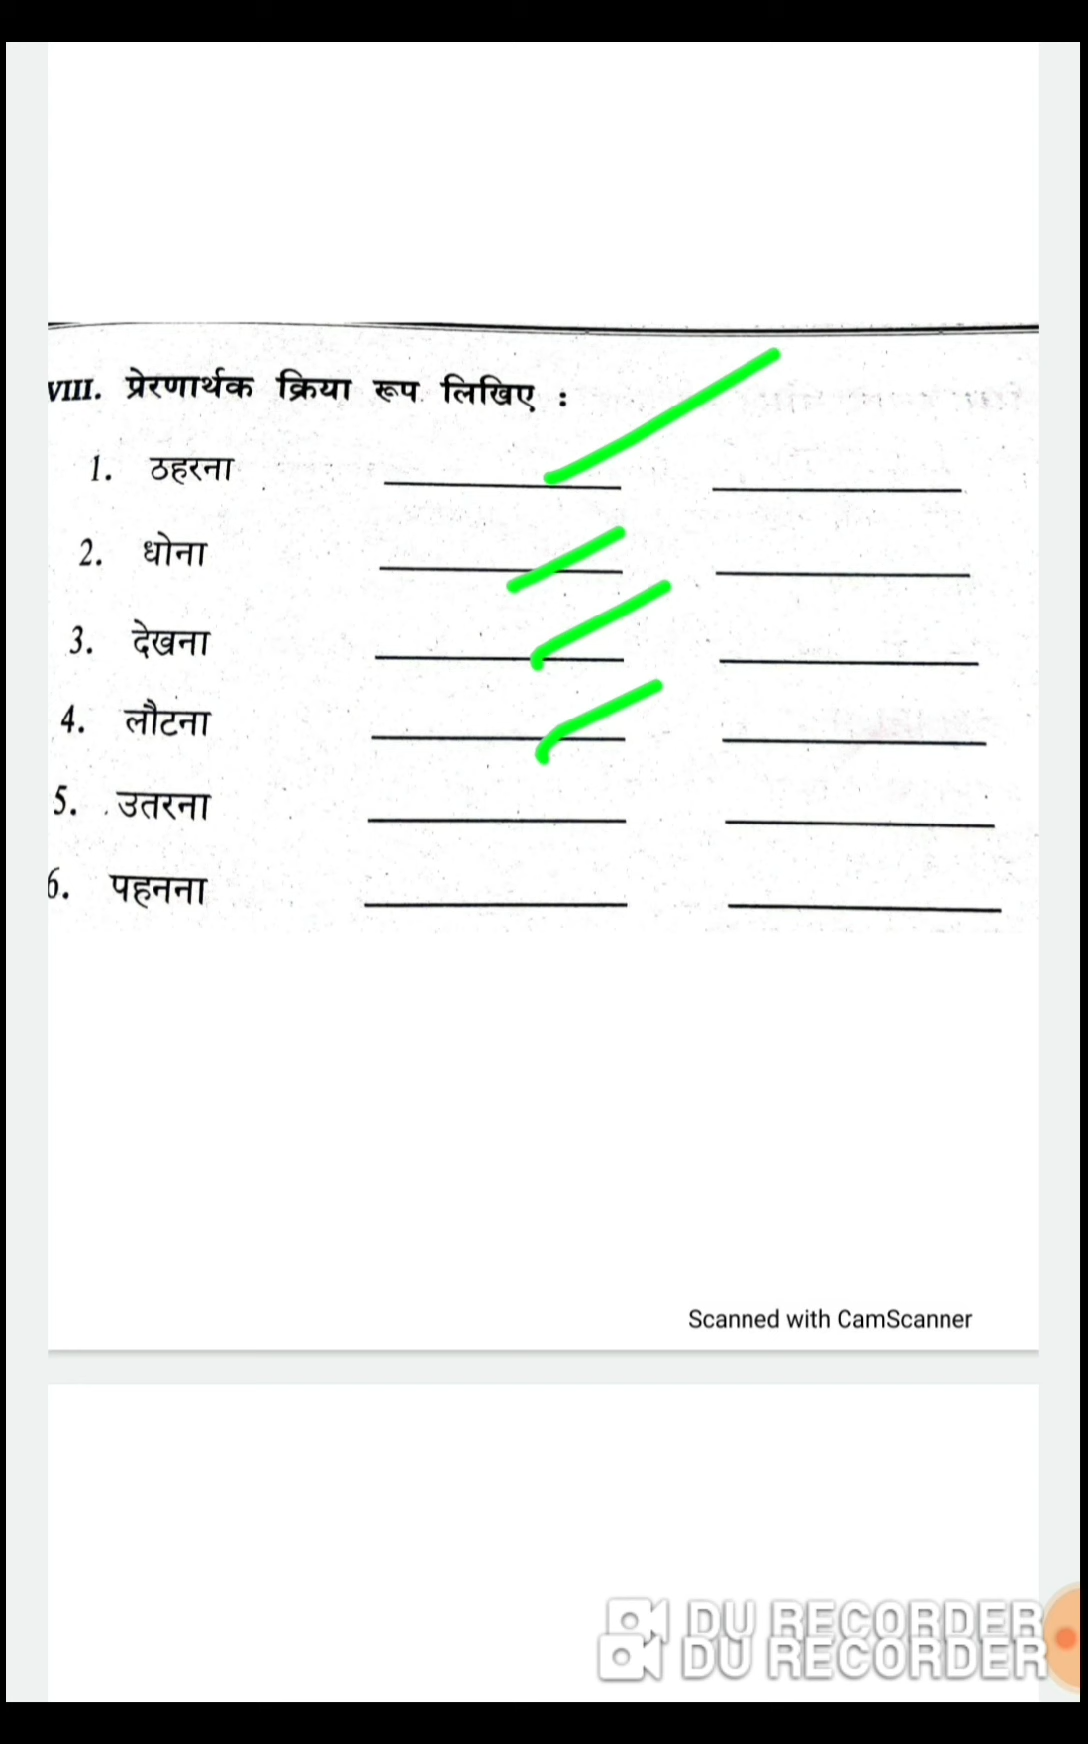 VIII. प्रेरणार्थक क्रिया रूप लिखिए :
1. ठहरना
2. धोना
3. देखना
4. लौटना
5. उतरना
6. पहनना
Scanned with CamScanner
DU RECORDER
DU RECORDER